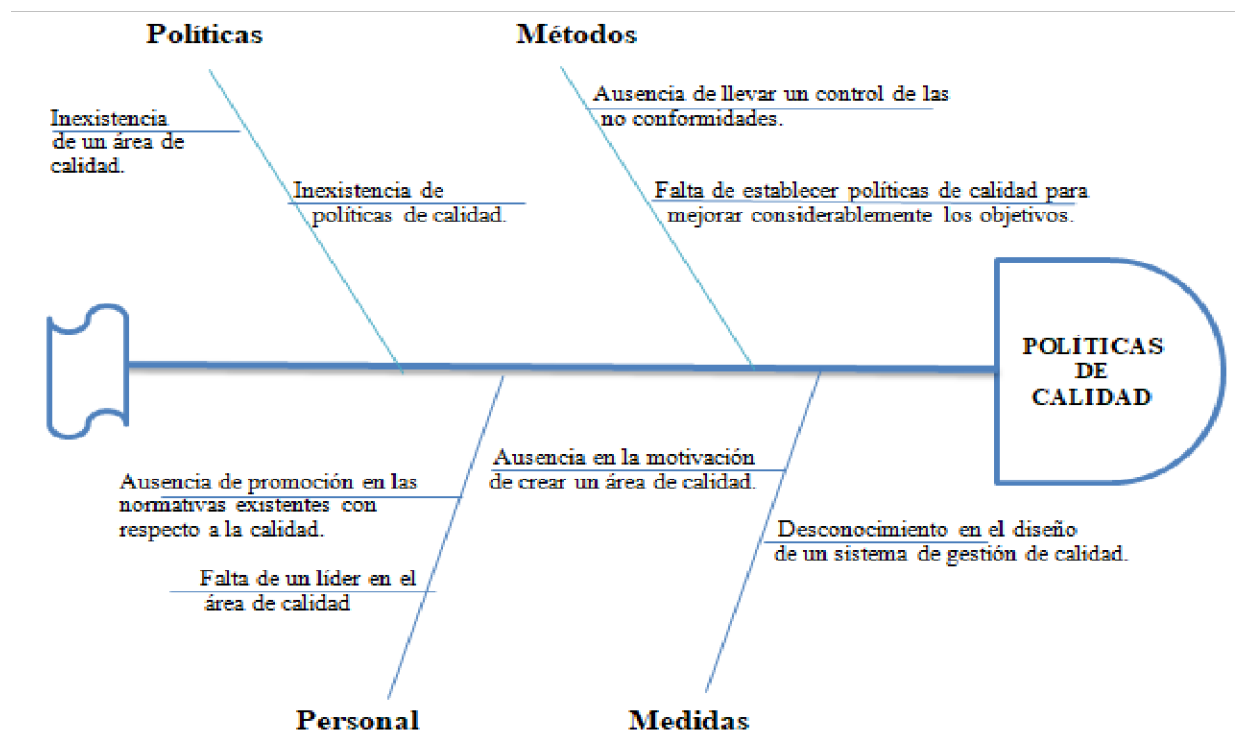 Políticas
Métodos
Inexistencia
de un área de
calidad.
Inexistencia de
políticas de calidad.
Ausencia de llevar un control de las
no conformidades.
Falta de establecer políticas de calidad para
mejorar considerablemente los objetivos.
POLÍTICAS
DE
CALIDAD
Ausencia de promoción en las
normativas existentes con
respecto a la calidad.
Falta de un líder en el
área de calidad
Ausencia en la motivación
de crear un área de calidad.
Desconocimiento en el diseño
de un sistema de gestión de calidad.
Personal
Medidas